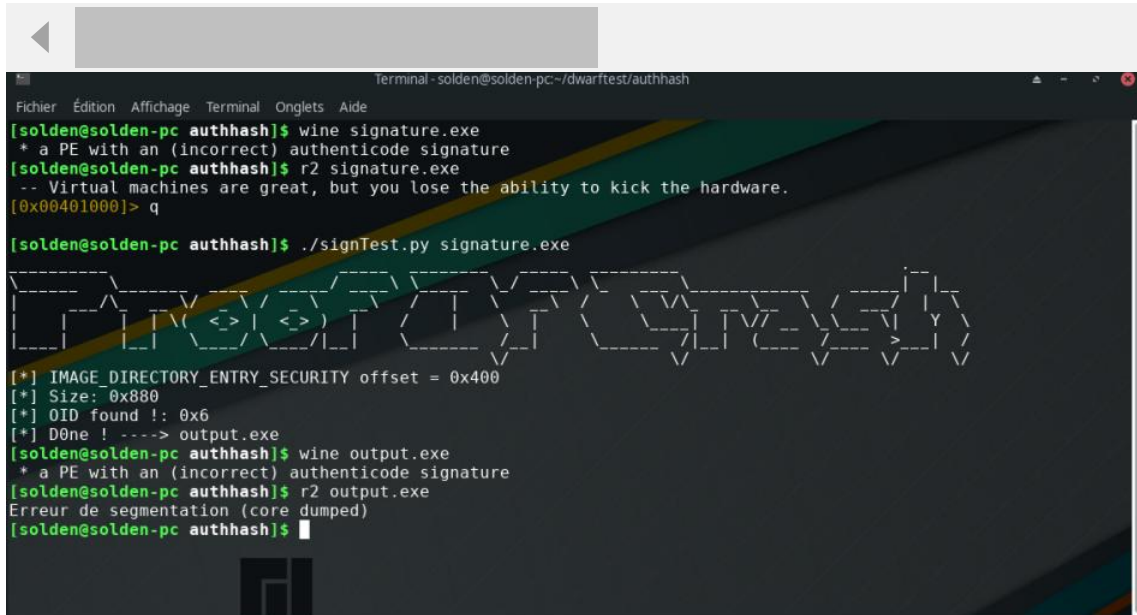 Terminal - solden@solden-pc:~/dwarftest/authhash
Fichier Édition Affichage Terminal Onglets Aide
[solden@solden-pc authhash]$ wine signature.exe
* a PE with an (incorrect) authenticode signature
[solden@solden-pc authhash]$ r2 signature.exe
-- Virtual machines are great, but you lose the ability to kick the hardware.
[0x00401000]> q
[solden@solden-pc authhash]$ ./signTest.py signature.exe
Proof Of Crash
[*] IMAGE_DIRECTORY_ENTRY_SECURITY offset = 0x400
[*] Size: 0x880
[*] OID found !: 0x6
[*] D0ne ! ----> output.exe
[solden@solden-pc authhash]$ wine output.exe
* a PE with an (incorrect) authenticode signature
[solden@solden-pc authhash]$ r2 output.exe
Erreur de segmentation (core dumped)
[solden@solden-pc authhash]$